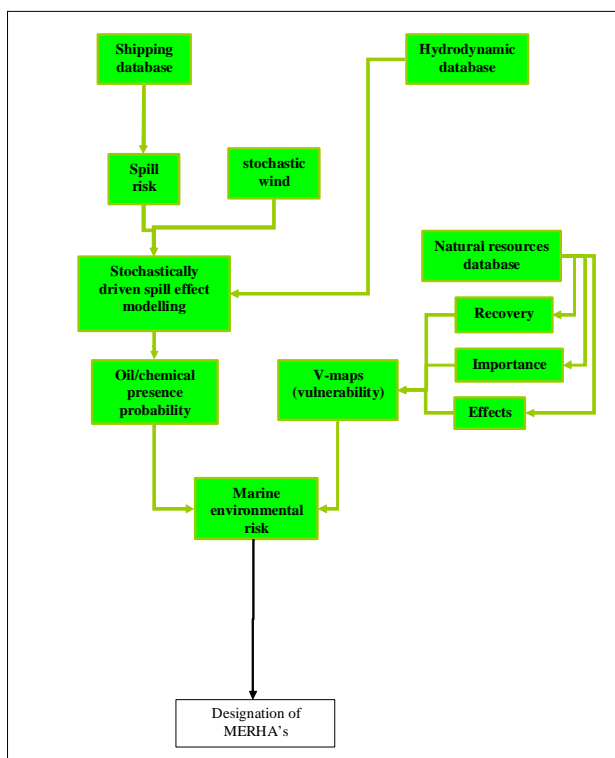 Shipping
database
Hydrodynamic
database
Spill
risk
stochastic
wind
Natural resources
database
Stochastically
driven spill effect
modelling
Recovery
Oil/chemical
presence
probability
V-maps
(vulnerability)
Importance
Effects
Marine
environmental
risk
Designation of
MERHA's